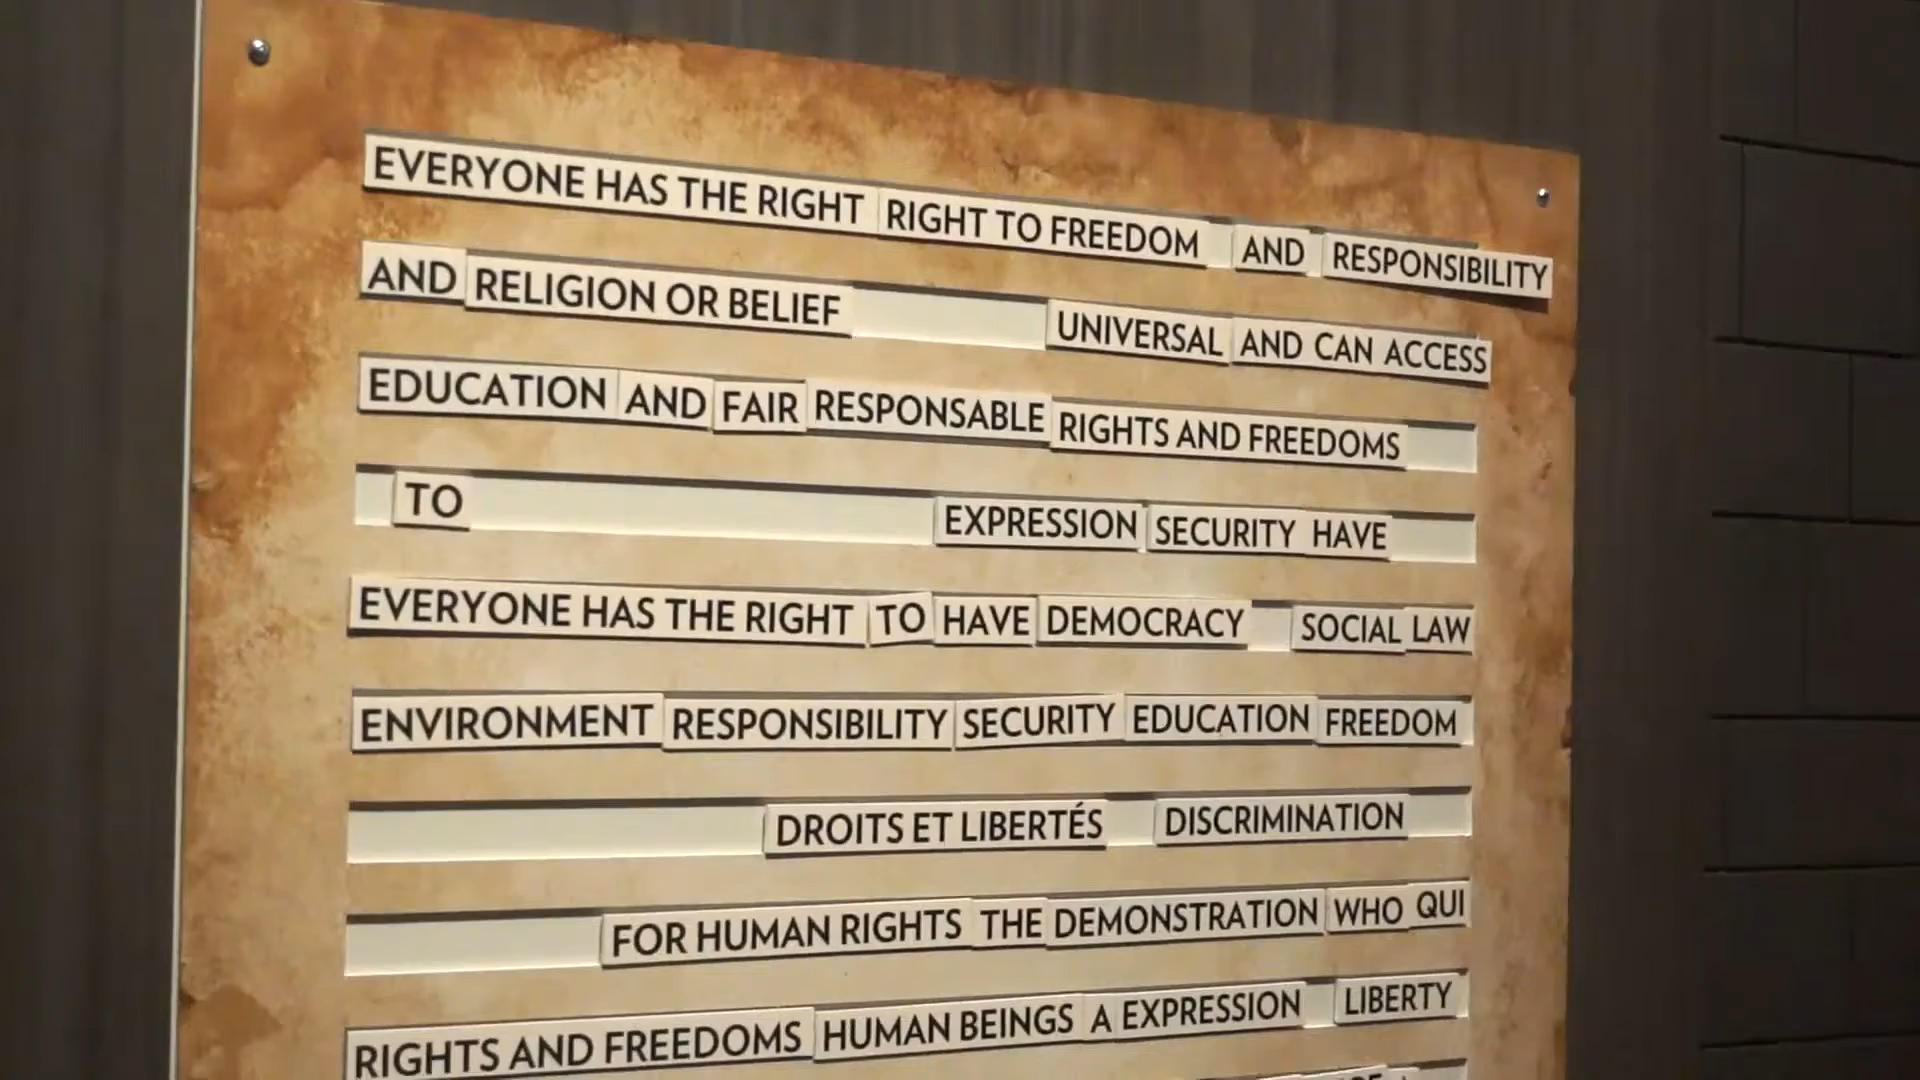 EVERYONE HAS THE RIGHT RIGHT TO FREEDOM AND RESPONSIBILITY
AND RELIGION OR BELIEF UNIVERSAL AND CAN ACCESS
EDUCATION AND FAIR RESPONSABLE RIGHTS AND FREEDOMS
TO EXPRESSION SECURITY HAVE
EVERYONE HAS THE RIGHT TO HAVE DEMOCRACY SOCIAL LAW
ENVIRONMENT RESPONSIBILITY SECURITY EDUCATION FREEDOM
DROITS ET LIBERTÉS DISCRIMINATION
FOR HUMAN RIGHTS THE DEMONSTRATION WHO QUI
RIGHTS AND FREEDOMS HUMAN BEINGS A EXPRESSION LIBERTY